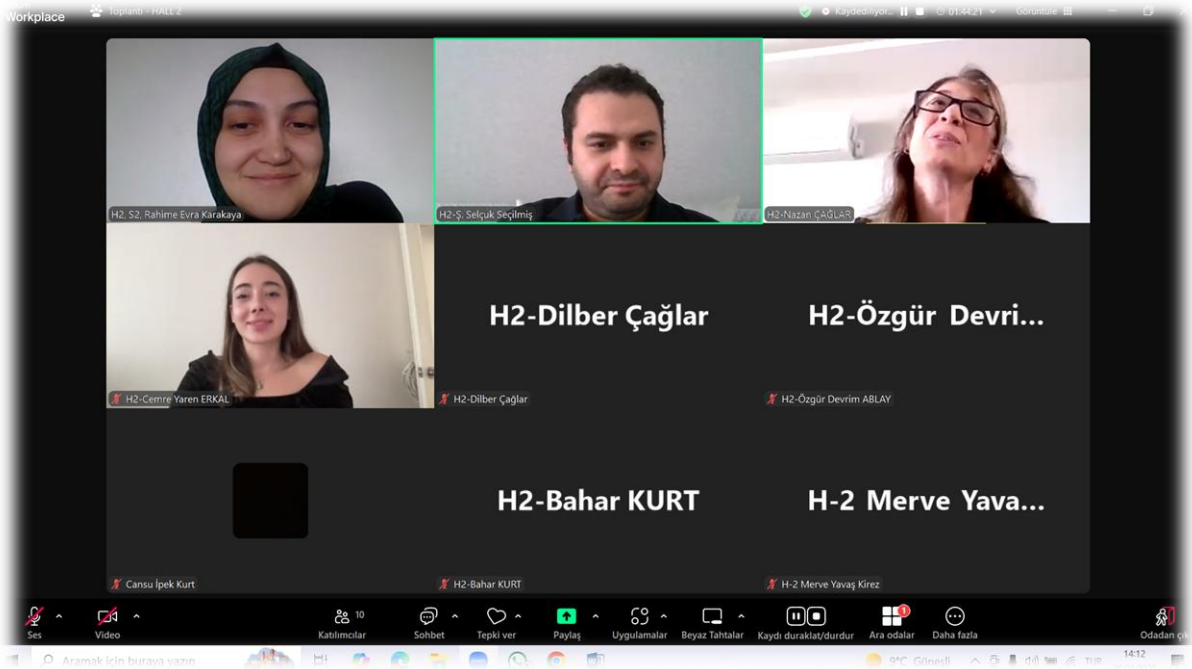 Workplace
Toplantı - HALL 2
Kaydediliyor...
01:44:21
Görüntüle
H2, S2, Rahime Evra Karakaya
H2-Ş. Selçuk Seçilmiş
H2-Nazan ÇAĞLAR
H2-Cemre Yaren ERKAL
H2-Dilber Çağlar
H2-Dilber Çağlar
H2-Özgür Devri...
H2-Özgür Devrim ABLAY
Cansu İpek Kurt
H2-Bahar KURT
H2-Bahar KURT
H-2 Merve Yava...
H-2 Merve Yavaş Kirez
Ses
Video
Katılımcılar
10
Sohbet
Tepki ver
Paylaş
Uygulamalar
Beyaz Tahtalar
Kaydı duraklat/durdur
Ara odalar
1
Daha fazla
Odadan çık
Aramak için buraya yazın
9°C Güneşli
TUR
14:12